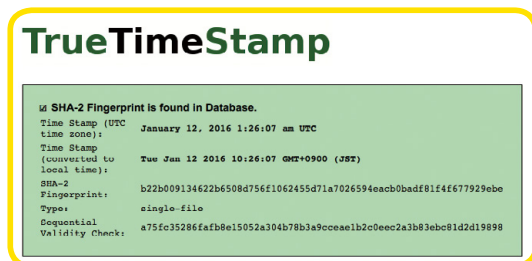 TrueTimeStamp
☑ SHA-2 Fingerprint is found in Database.
Time Stamp (UTC time zone): January 12, 2016 1:26:07 am UTC
Time Stamp (converted to local time): Tue Jan 12 2016 10:26:07 GMT+0900 (JST)
SHA-2 Fingerprint: b22b009134622b6508d756f1062455d71a7026594eacb0badf81f4f677929ebe
Type: single-file
Sequential Validity Check: a75fc35286fafb8e15052a304b78b3a9cceae1b2c0eec2a3b83ebc81d2d19898